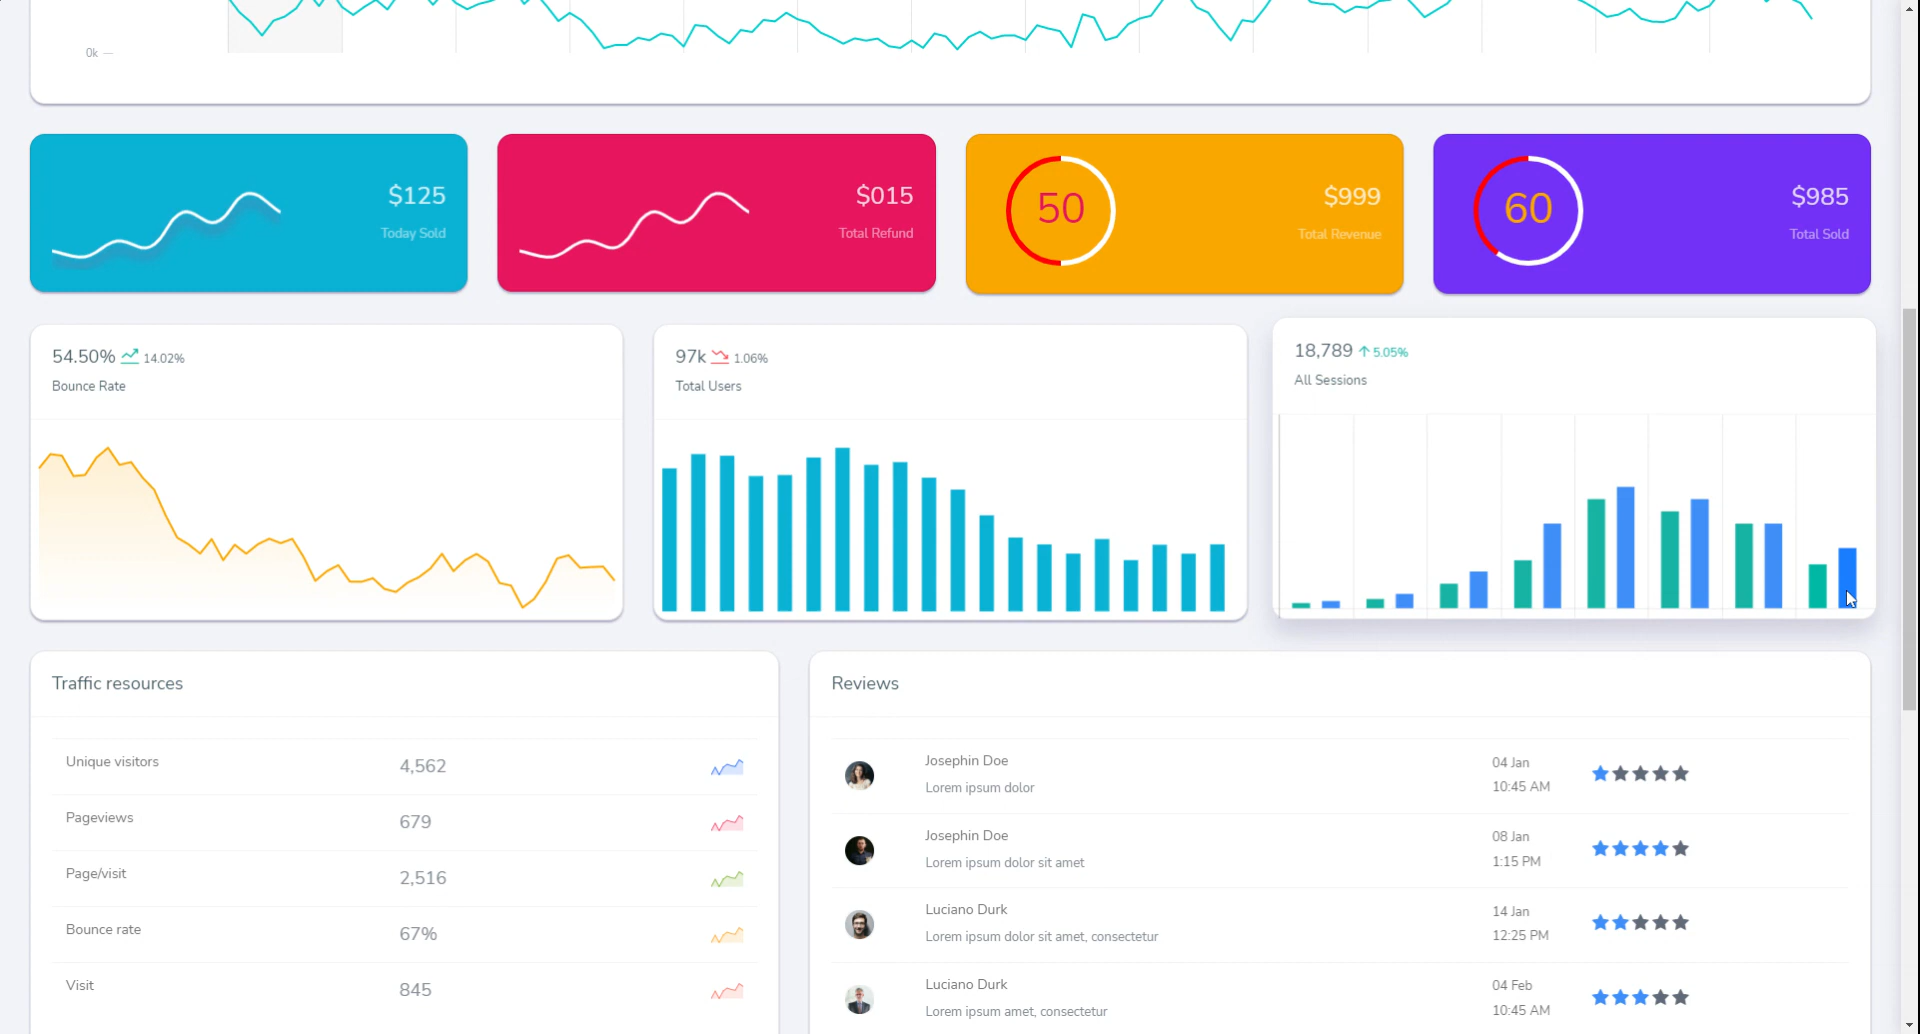 0k
$125
Today Sold
$015
Total Refund
50
$999
Total Revenue
60
$985
Total Sold
54.50% 14.02%
Bounce Rate
97k 1.06%
Total Users
18,789 5.05%
All Sessions
Traffic resources
Unique visitors 4,562
Pageviews 679
Page/visit 2,516
Bounce rate 67%
Visit 845
Reviews
Josephin Doe 04 Jan
Lorem ipsum dolor 10:45 AM
Josephin Doe 08 Jan
Lorem ipsum dolor sit amet 1:15 PM
Luciano Durk 14 Jan
Lorem ipsum dolor sit amet, consectetur 12:25 PM
Luciano Durk 04 Feb
Lorem ipsum amet, consectetur 10:45 AM